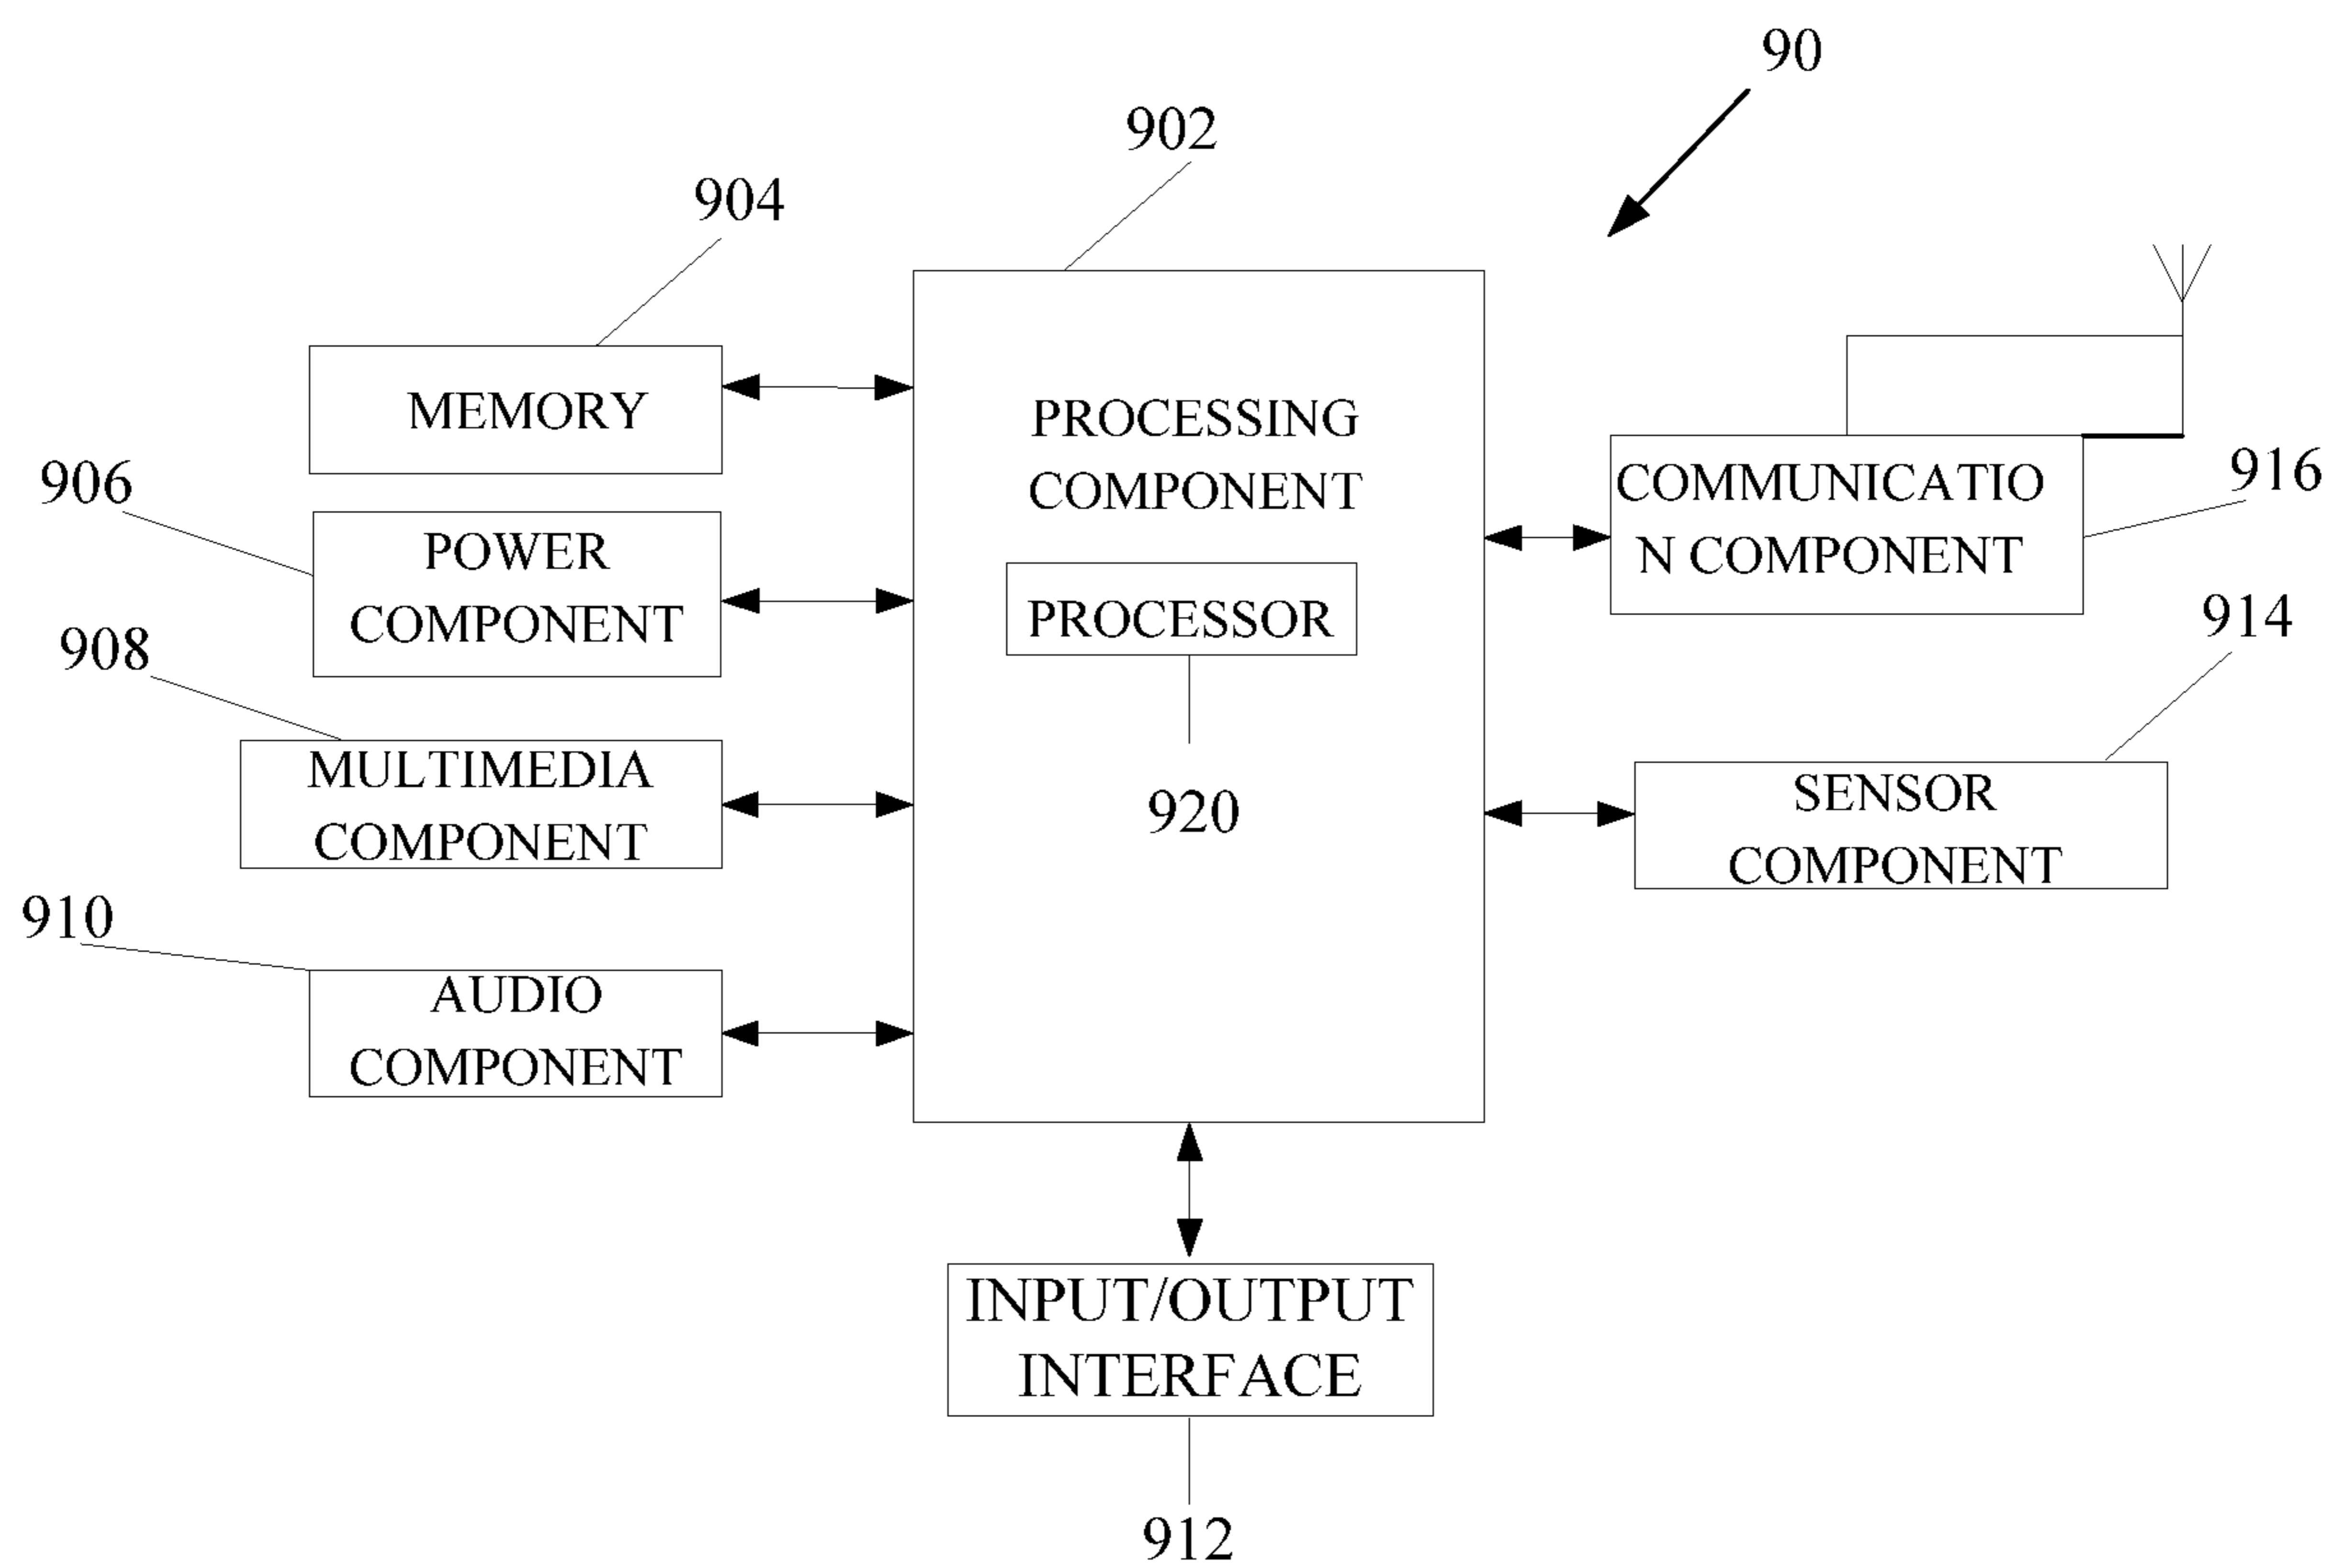 90
902
904
MEMORY
PROCESSING
COMPONENT
906
POWER
COMPONENT
COMMUNICATIO
N COMPONENT
916
PROCESSOR
914
908
MULTIMEDIA
COMPONENT
920
SENSOR
COMPONENT
910
AUDIO
COMPONENT
INPUT/OUTPUT
INTERFACE
912